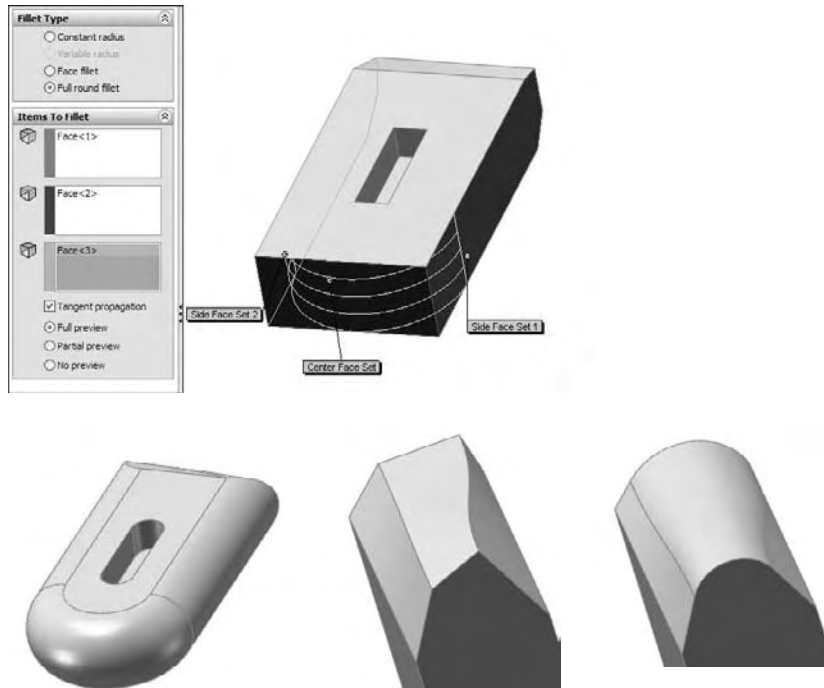 Fillet Type
Constant radius
Variable radius
Face fillet
Full round fillet
Items To Fillet
Face<1>
Face<2>
Face<3>
Tangent propagation
Full preview
Partial preview
No preview
Side Face Set 2
Side Face Set 1
Center Face Set